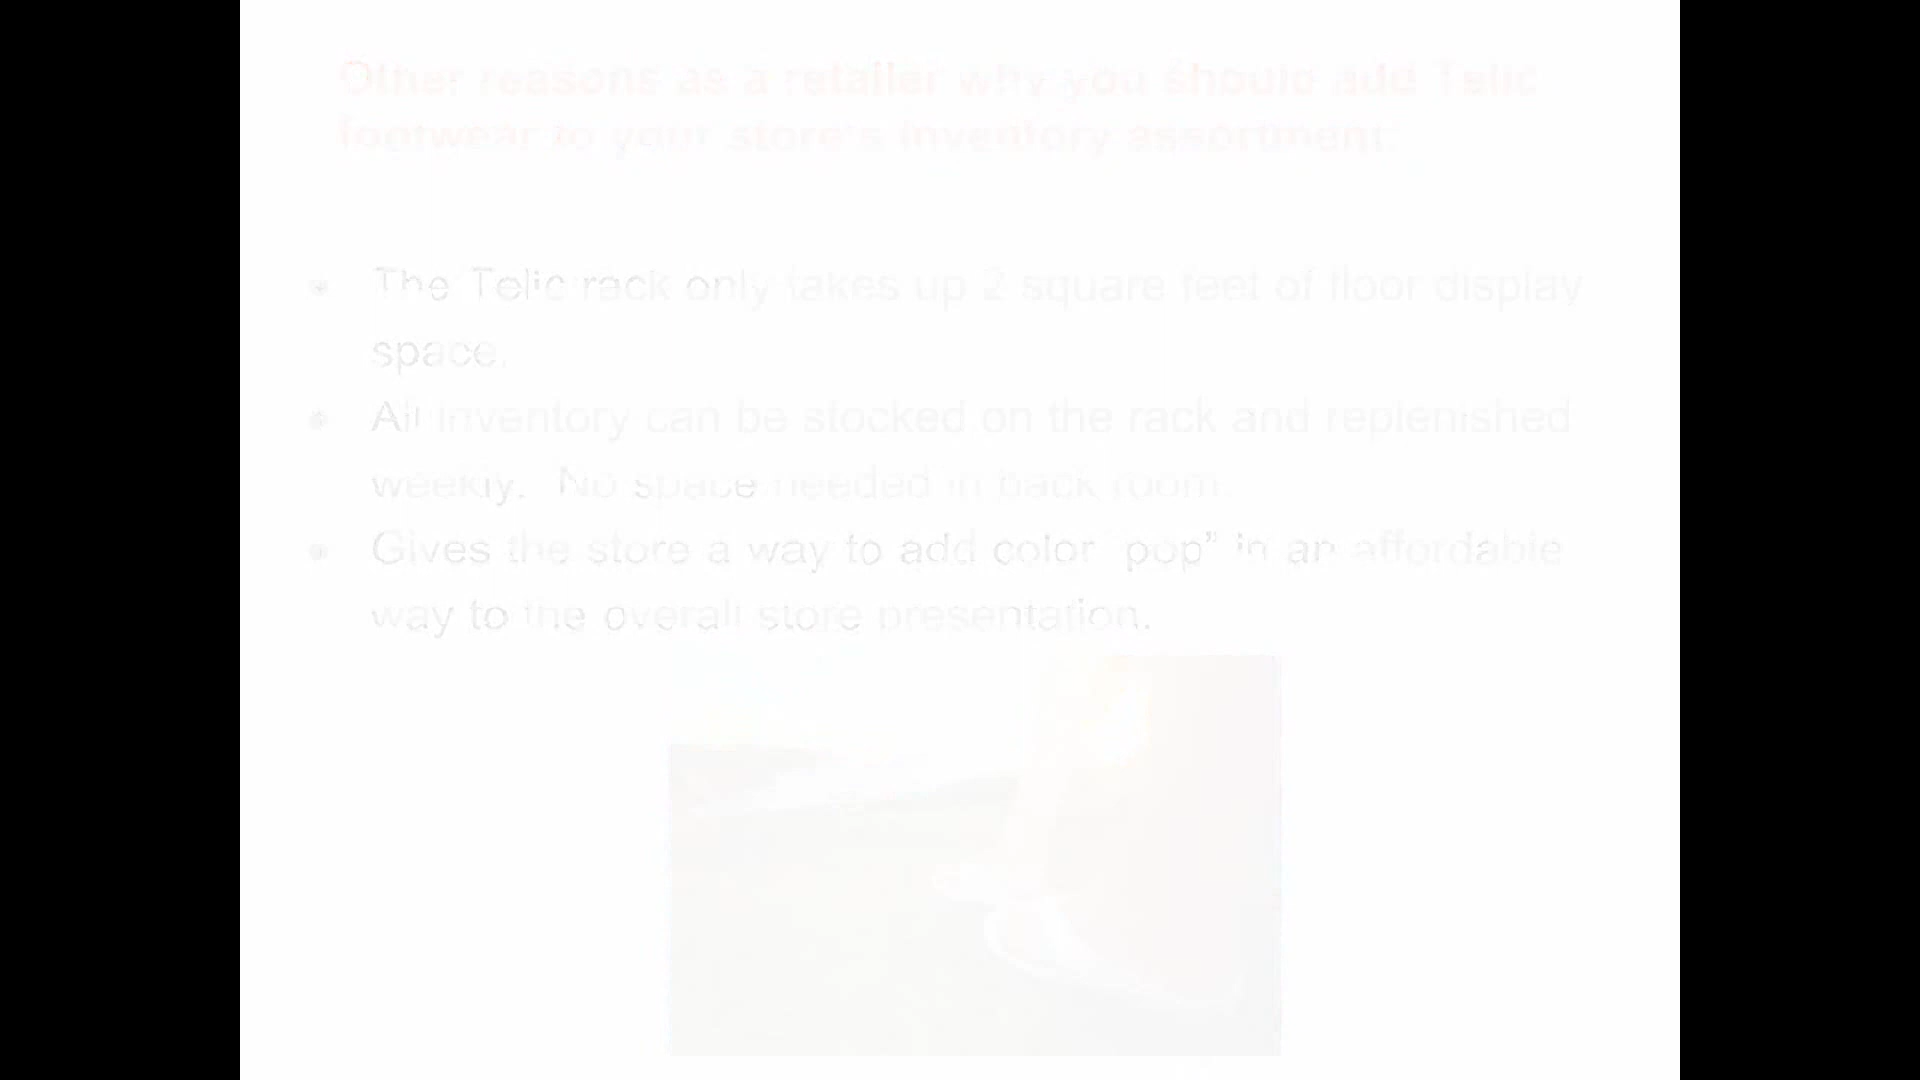 Other reasons as a retailer why you should add Telic
footwear to your store's inventory assortment:
• The Telic rack only takes up 2 square feet of floor display
space.
• All inventory can be stocked on the rack and replenished
weekly. No space needed in back room.
• Gives the store a way to add color "pop" in an affordable
way to the overall store presentation.